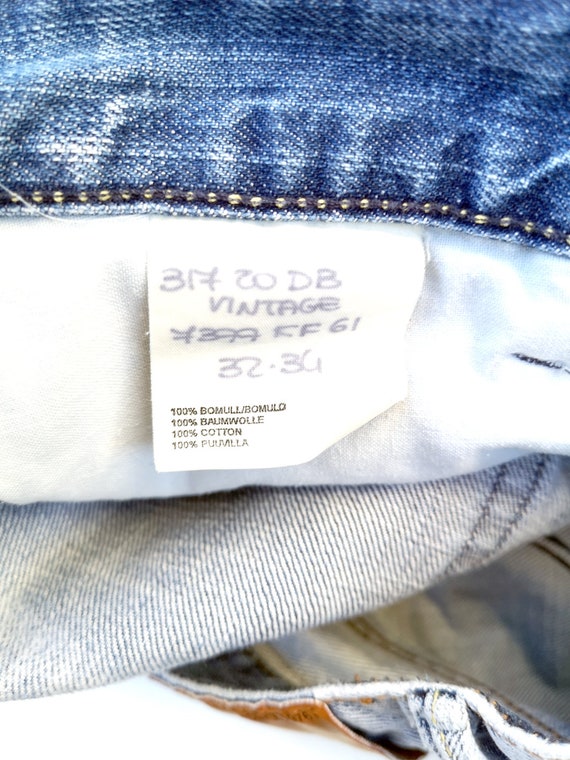 317 20 DB
VINTAGE
7399 FF 61
32·34
100% BOMULL/BOMULD
100% BAUMWOLLE
100% COTTON
100% PUUVILLA